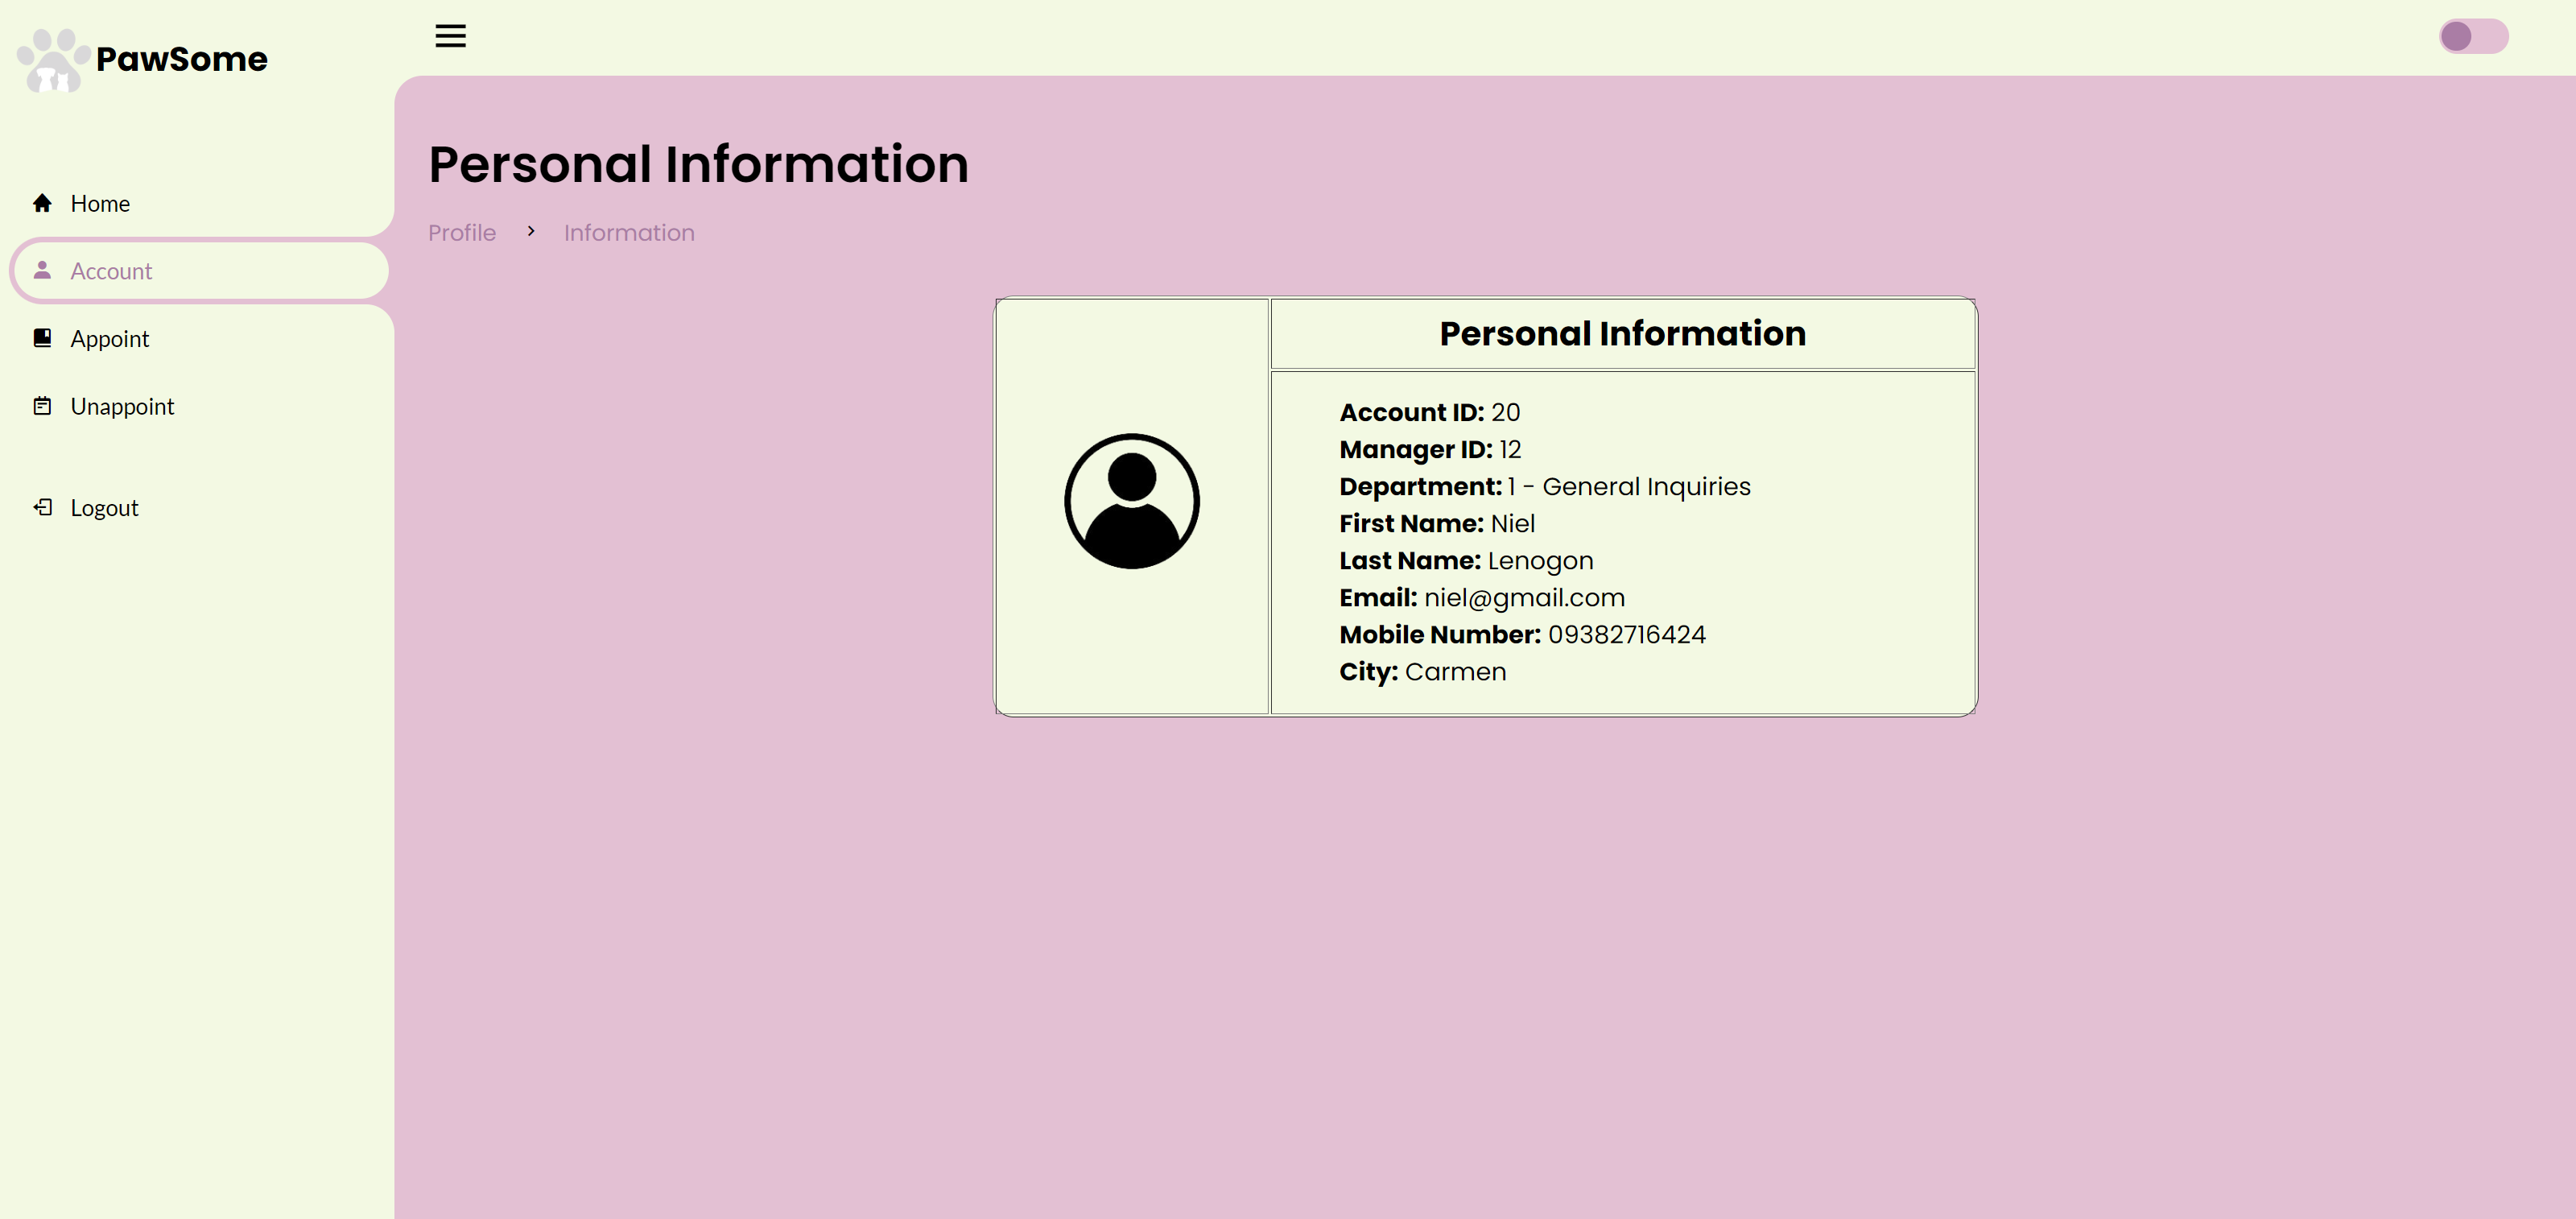 PawSome
Home
Account
Appoint
Unappoint
Logout
Personal Information
Profile > Information
Personal Information
Account ID: 20
Manager ID: 12
Department: 1 - General Inquiries
First Name: Niel
Last Name: Lenogon
Email: niel@gmail.com
Mobile Number: 09382716424
City: Carmen